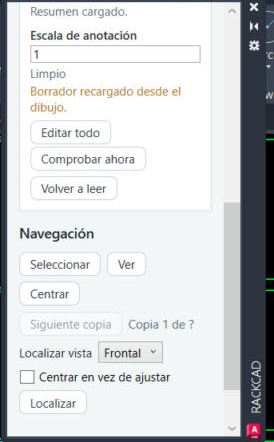 Resumen cargado.
Escala de anotación
1
Limpio
Borrador recargado desde el
dibujo.
Editar todo
Comprobar ahora
Volver a leer
Navegación
Seleccionar
Ver
Centrar
Siguiente copia
Copia 1 de ?
Localizar vista
Frontal
Centrar en vez de ajustar
Localizar
RACKCAD
A